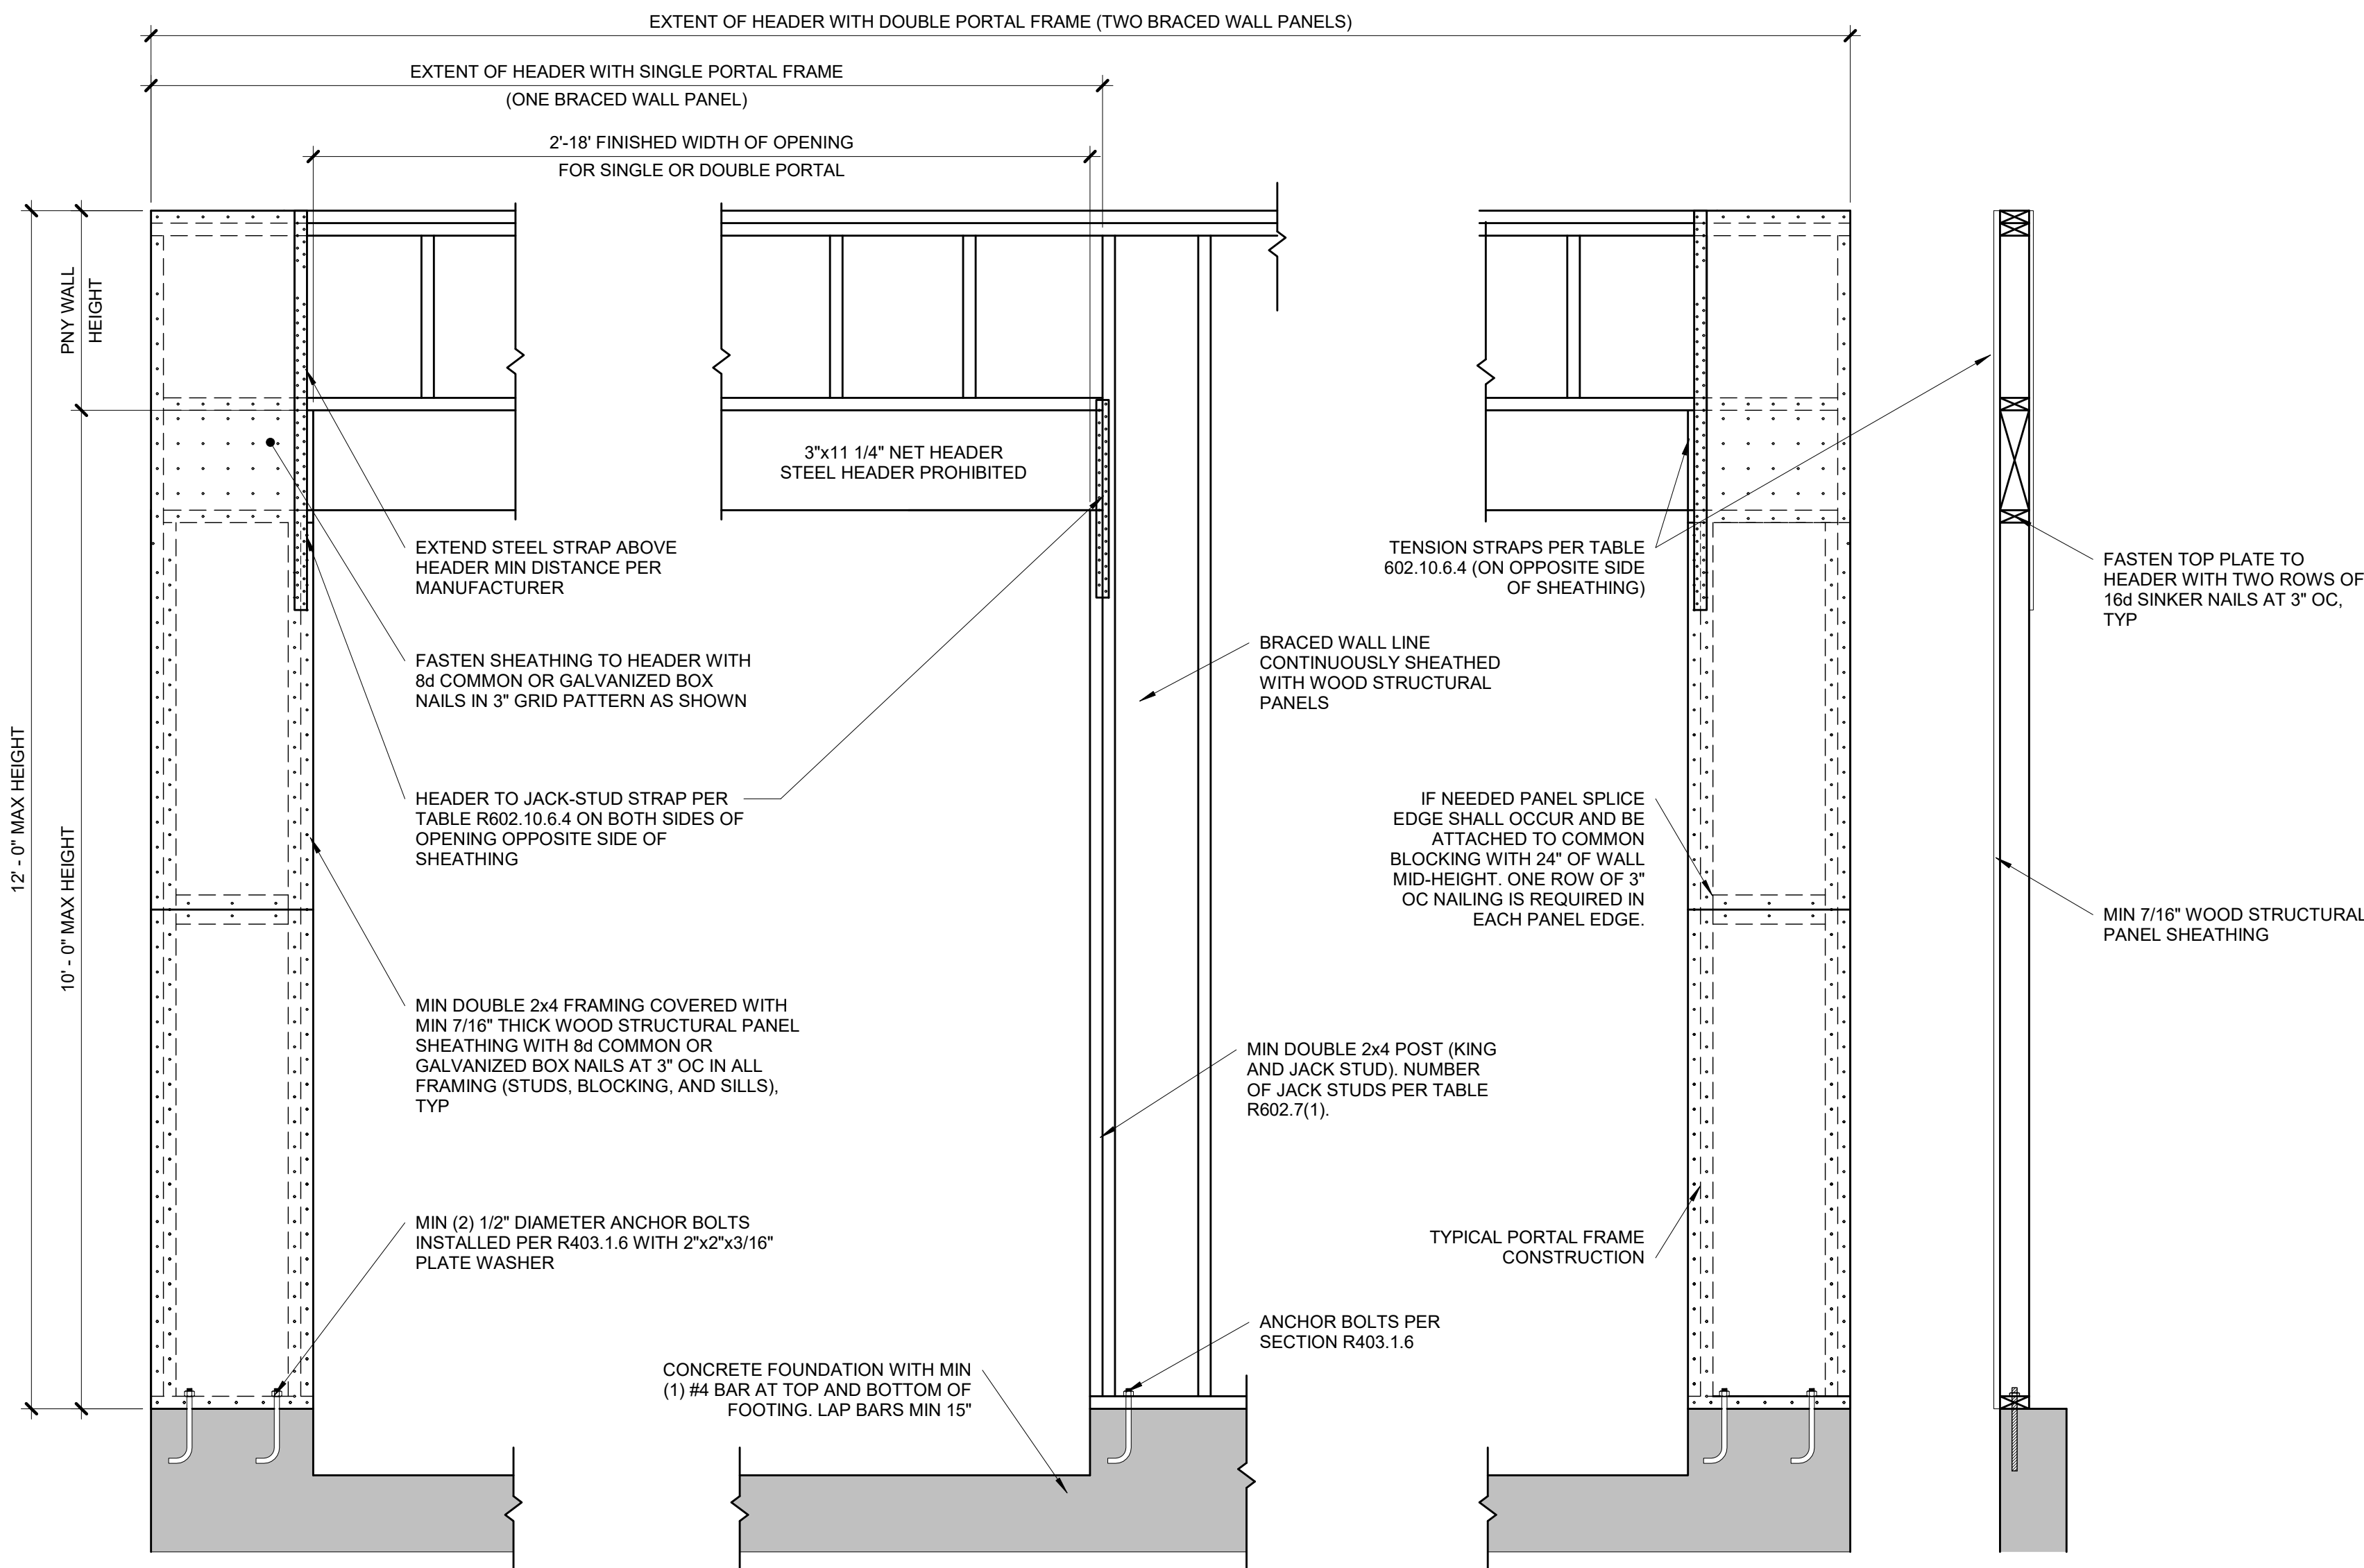 EXTENT OF HEADER WITH DOUBLE PORTAL FRAME (TWO BRACED WALL PANELS)
EXTENT OF HEADER WITH SINGLE PORTAL FRAME
(ONE BRACED WALL PANEL)
2'-18' FINISHED WIDTH OF OPENING
FOR SINGLE OR DOUBLE PORTAL
PNY WALL
HEIGHT
12' - 0" MAX HEIGHT
10' - 0" MAX HEIGHT
3"x11 1/4" NET HEADER
STEEL HEADER PROHIBITED
EXTEND STEEL STRAP ABOVE
HEADER MIN DISTANCE PER
MANUFACTURER
FASTEN SHEATHING TO HEADER WITH
8d COMMON OR GALVANIZED BOX
NAILS IN 3" GRID PATTERN AS SHOWN
HEADER TO JACK-STUD STRAP PER
TABLE R602.10.6.4 ON BOTH SIDES OF
OPENING OPPOSITE SIDE OF
SHEATHING
MIN DOUBLE 2x4 FRAMING COVERED WITH
MIN 7/16" THICK WOOD STRUCTURAL PANEL
SHEATHING WITH 8d COMMON OR
GALVANIZED BOX NAILS AT 3" OC IN ALL
FRAMING (STUDS, BLOCKING, AND SILLS),
TYP
MIN (2) 1/2" DIAMETER ANCHOR BOLTS
INSTALLED PER R403.1.6 WITH 2"x2"x3/16"
PLATE WASHER
CONCRETE FOUNDATION WITH MIN
(1) #4 BAR AT TOP AND BOTTOM OF
FOOTING. LAP BARS MIN 15"
TENSION STRAPS PER TABLE
602.10.6.4 (ON OPPOSITE SIDE
OF SHEATHING)
BRACED WALL LINE
CONTINUOUSLY SHEATHED
WITH WOOD STRUCTURAL
PANELS
IF NEEDED PANEL SPLICE
EDGE SHALL OCCUR AND BE
ATTACHED TO COMMON
BLOCKING WITH 24" OF WALL
MID-HEIGHT. ONE ROW OF 3"
OC NAILING IS REQUIRED IN
EACH PANEL EDGE.
MIN DOUBLE 2x4 POST (KING
AND JACK STUD). NUMBER
OF JACK STUDS PER TABLE
R602.7(1).
TYPICAL PORTAL FRAME
CONSTRUCTION
ANCHOR BOLTS PER
SECTION R403.1.6
FASTEN TOP PLATE TO
HEADER WITH TWO ROWS OF
16d SINKER NAILS AT 3" OC,
TYP
MIN 7/16" WOOD STRUCTURAL
PANEL SHEATHING